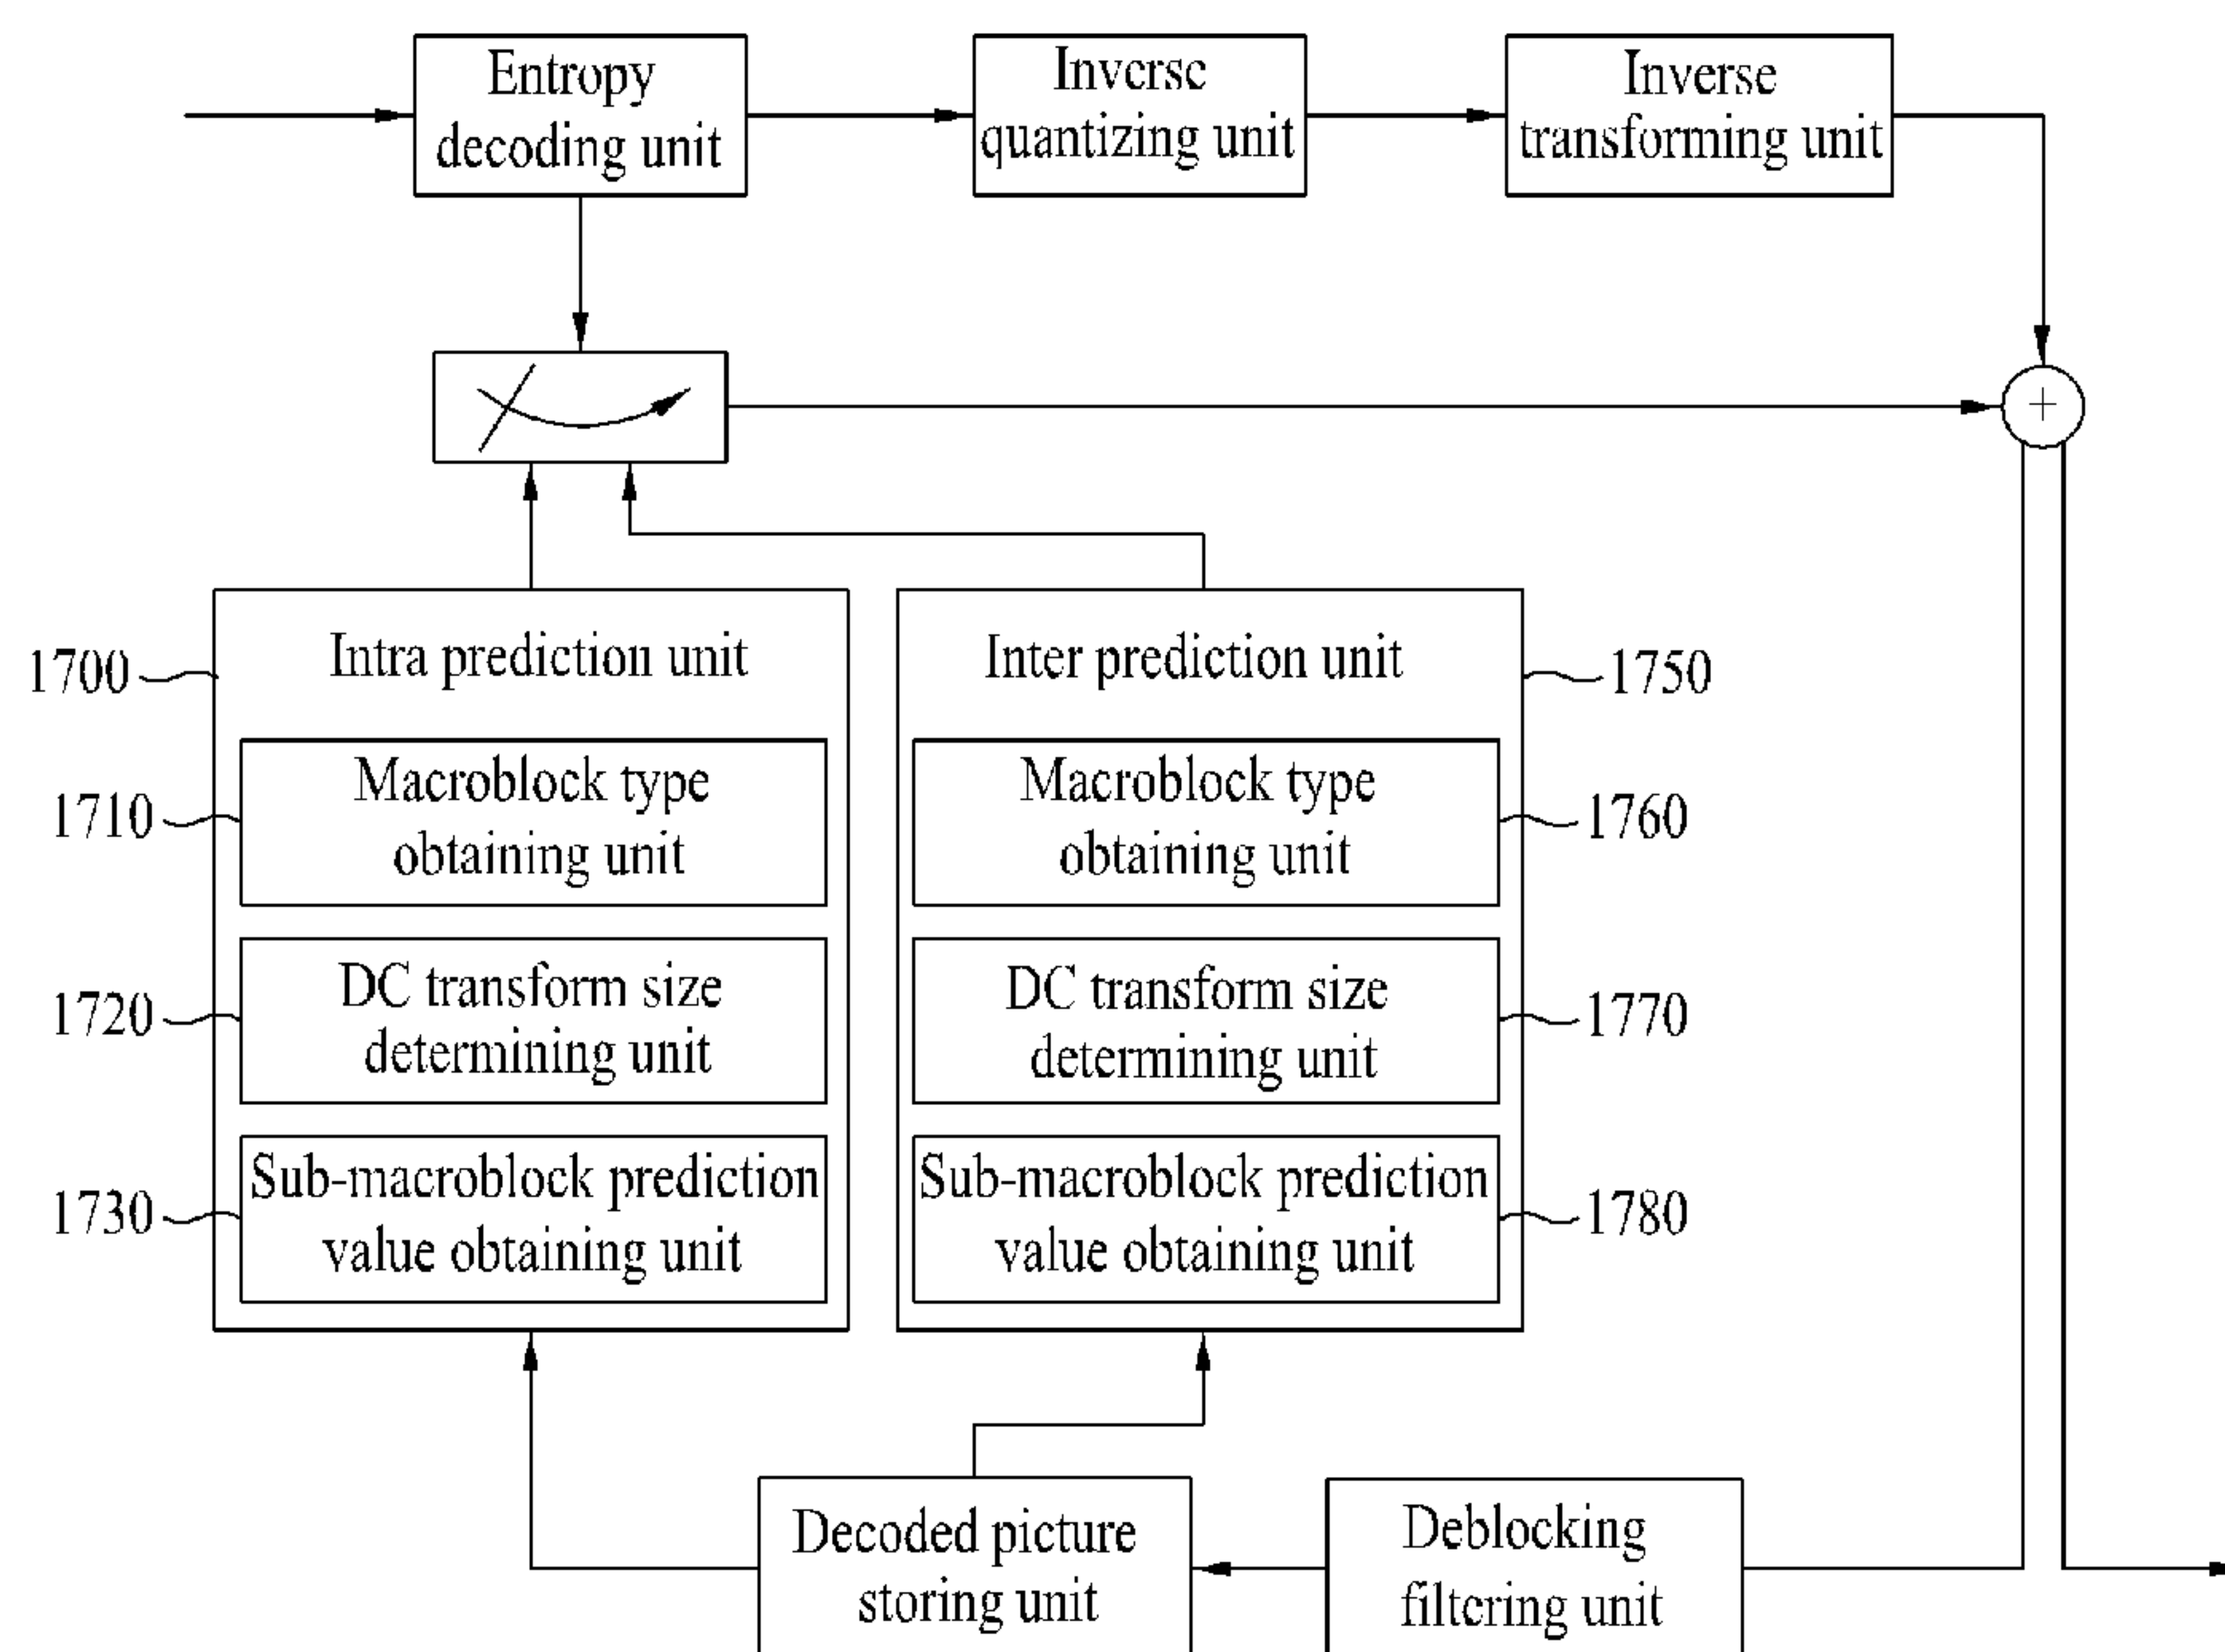 Entropy
decoding unit
Inverse
quantizing unit
Inverse
transforming unit
+
1700
Intra prediction unit
1710
Macroblock type
obtaining unit
1720
DC transform size
determining unit
1730
Sub-macroblock prediction
value obtaining unit
Inter prediction unit
1750
Macroblock type
obtaining unit
1760
DC transform size
determining unit
1770
Sub-macroblock prediction
value obtaining unit
1780
Decoded picture
storing unit
Deblocking
filtering unit